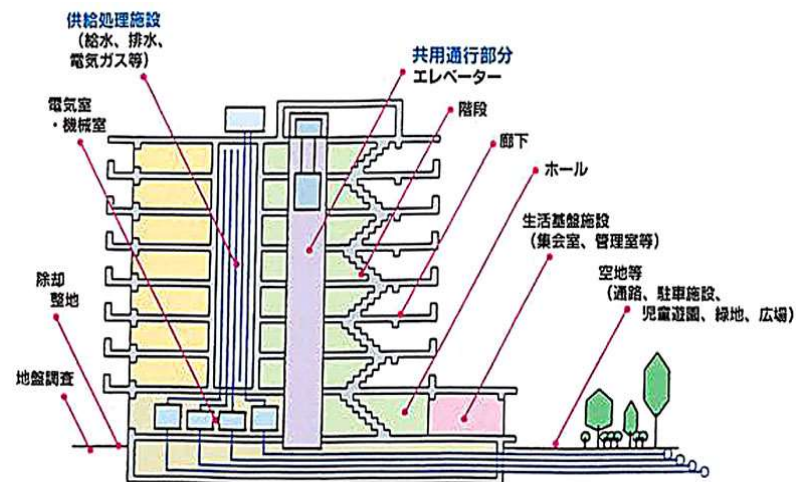 供給処理施設
（給水、排水、
電気ガス等）
共用通行部分
エレベーター
電気室
・機械室
階段
廊下
ホール
生活基盤施設
（集会室、管理室等）
空地等
（通路、駐車施設、
児童遊園、緑地、広場）
除却
整地
地盤調査